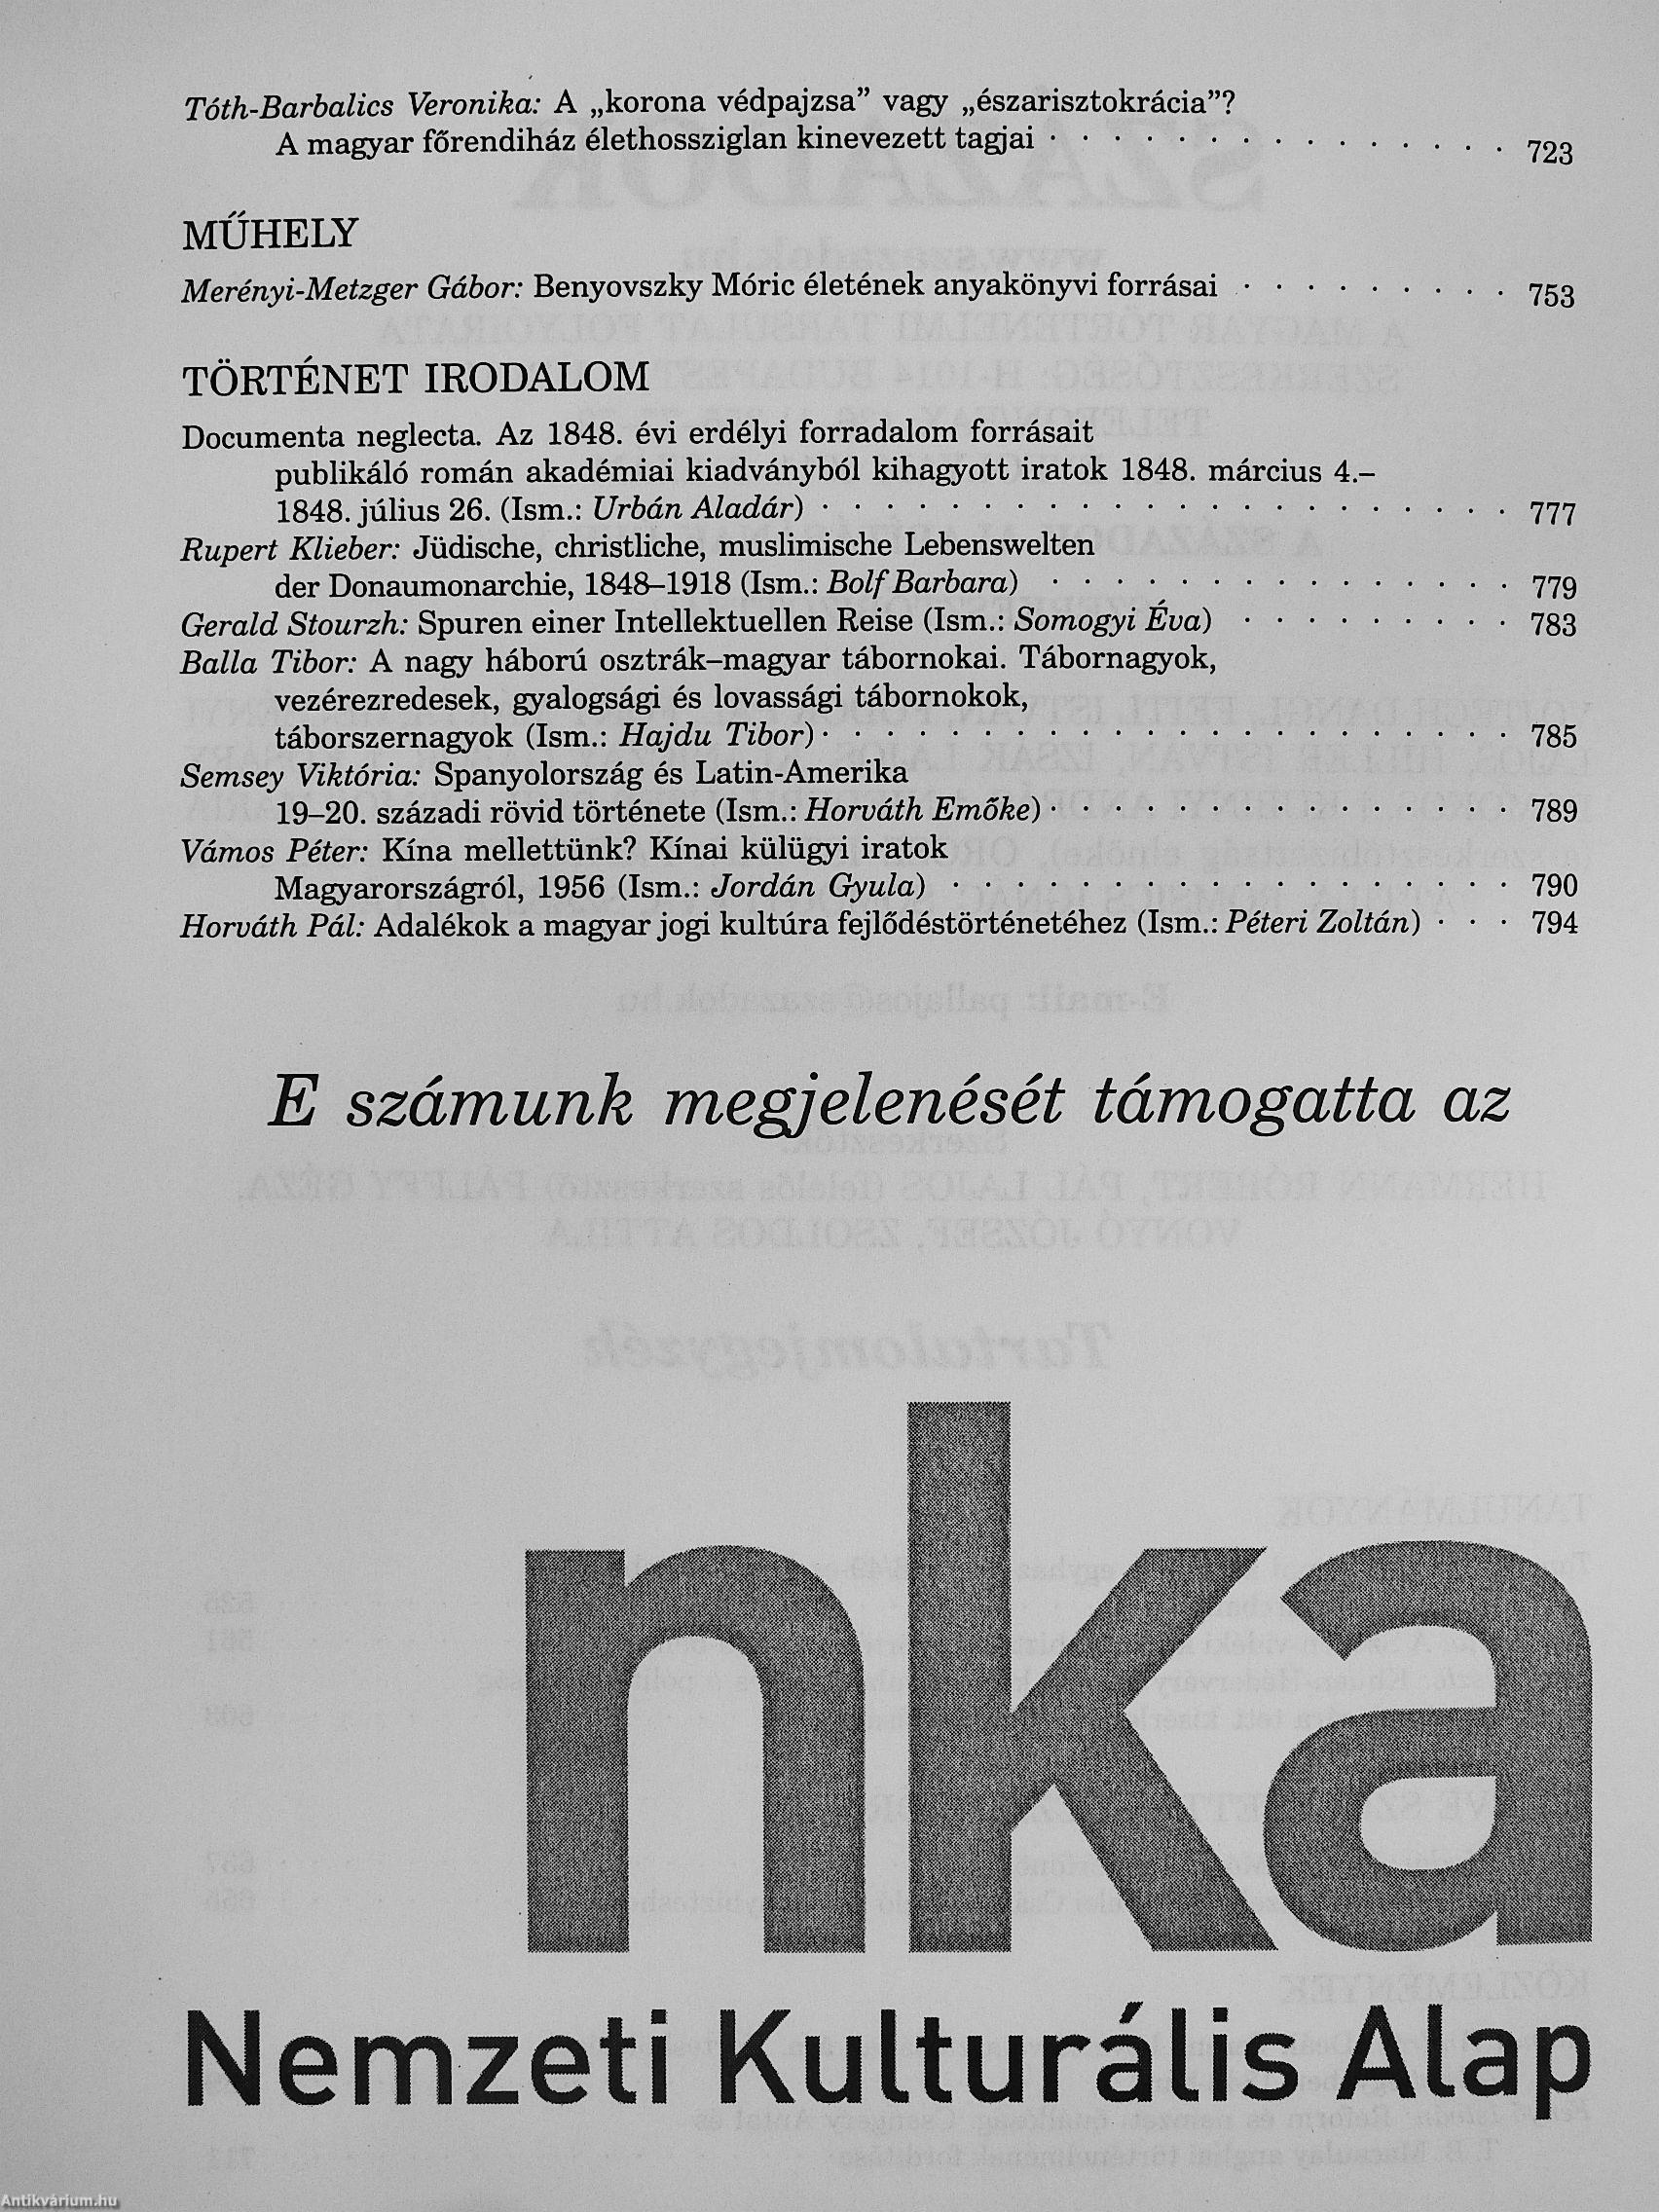 Tóth-Barbalics Veronika: A „korona védpajzsa” vagy „észarisztokrácia”?
A magyar főrendiház élethossziglan kinevezett tagjai · · · · · · · · · · · · · · · 723
MŰHELY
Merényi-Metzger Gábor: Benyovszky Móric életének anyakönyvi forrásai · · · · · · · · · 753
TÖRTÉNET IRODALOM
Documenta neglecta. Az 1848. évi erdélyi forradalom forrásait
publikáló román akadémiai kiadványból kihagyott iratok 1848. március 4.–
1848. július 26. (Ism.: Urbán Aladár) · · · · · · · · · · · · · · · · · · · · · · 777
Rupert Klieber: Jüdische, christliche, muslimische Lebenswelten
der Donaumonarchie, 1848–1918 (Ism.: Bolf Barbara) · · · · · · · · · · · · · · · 779
Gerald Stourzh: Spuren einer Intellektuellen Reise (Ism.: Somogyi Éva) · · · · · · · · · 783
Balla Tibor: A nagy háború osztrák–magyar tábornokai. Tábornagyok,
vezérezredesek, gyalogsági és lovassági tábornokok,
táborszernagyok (Ism.: Hajdu Tibor) · · · · · · · · · · · · · · · · · · · · · · 785
Semsey Viktória: Spanyolország és Latin-Amerika
19–20. századi rövid története (Ism.: Horváth Emőke) · · · · · · · · · · · · · · · 789
Vámos Péter: Kína mellettünk? Kínai külügyi iratok
Magyarországról, 1956 (Ism.: Jordán Gyula) · · · · · · · · · · · · · · · · · · 790
Horváth Pál: Adalékok a magyar jogi kultúra fejlődéstörténetéhez (Ism.: Péteri Zoltán) · · · 794
E számunk megjelenését támogatta az
nka
Nemzeti Kulturális Alap
Antikvárium.hu